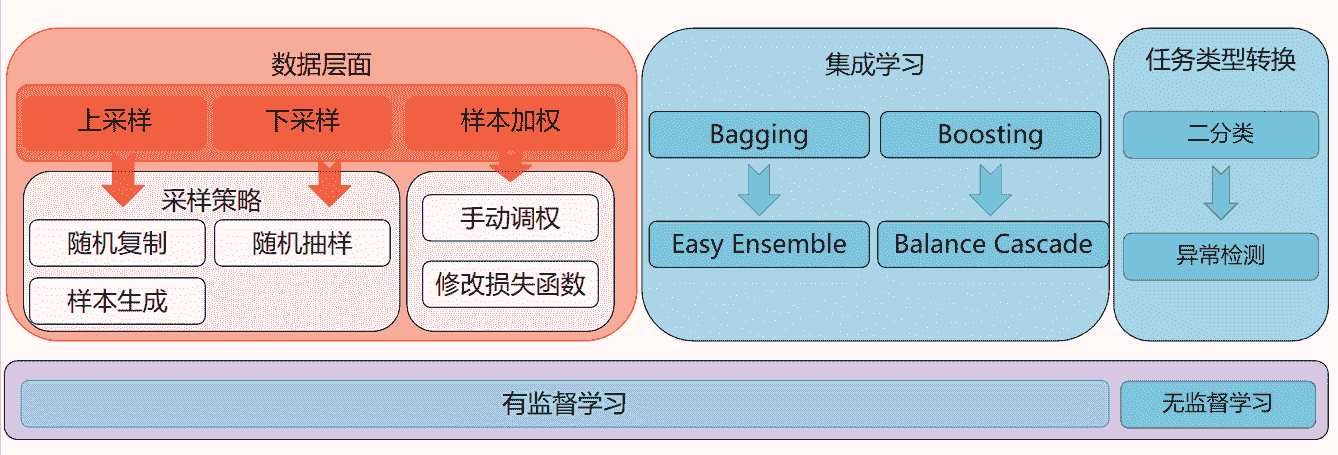 数据层面
上采样
下采样
样本加权
采样策略
随机复制
随机抽样
样本生成
手动调权
修改损失函数
集成学习
Bagging
Boosting
Easy Ensemble
Balance Cascade
任务类型转换
二分类
异常检测
有监督学习
无监督学习